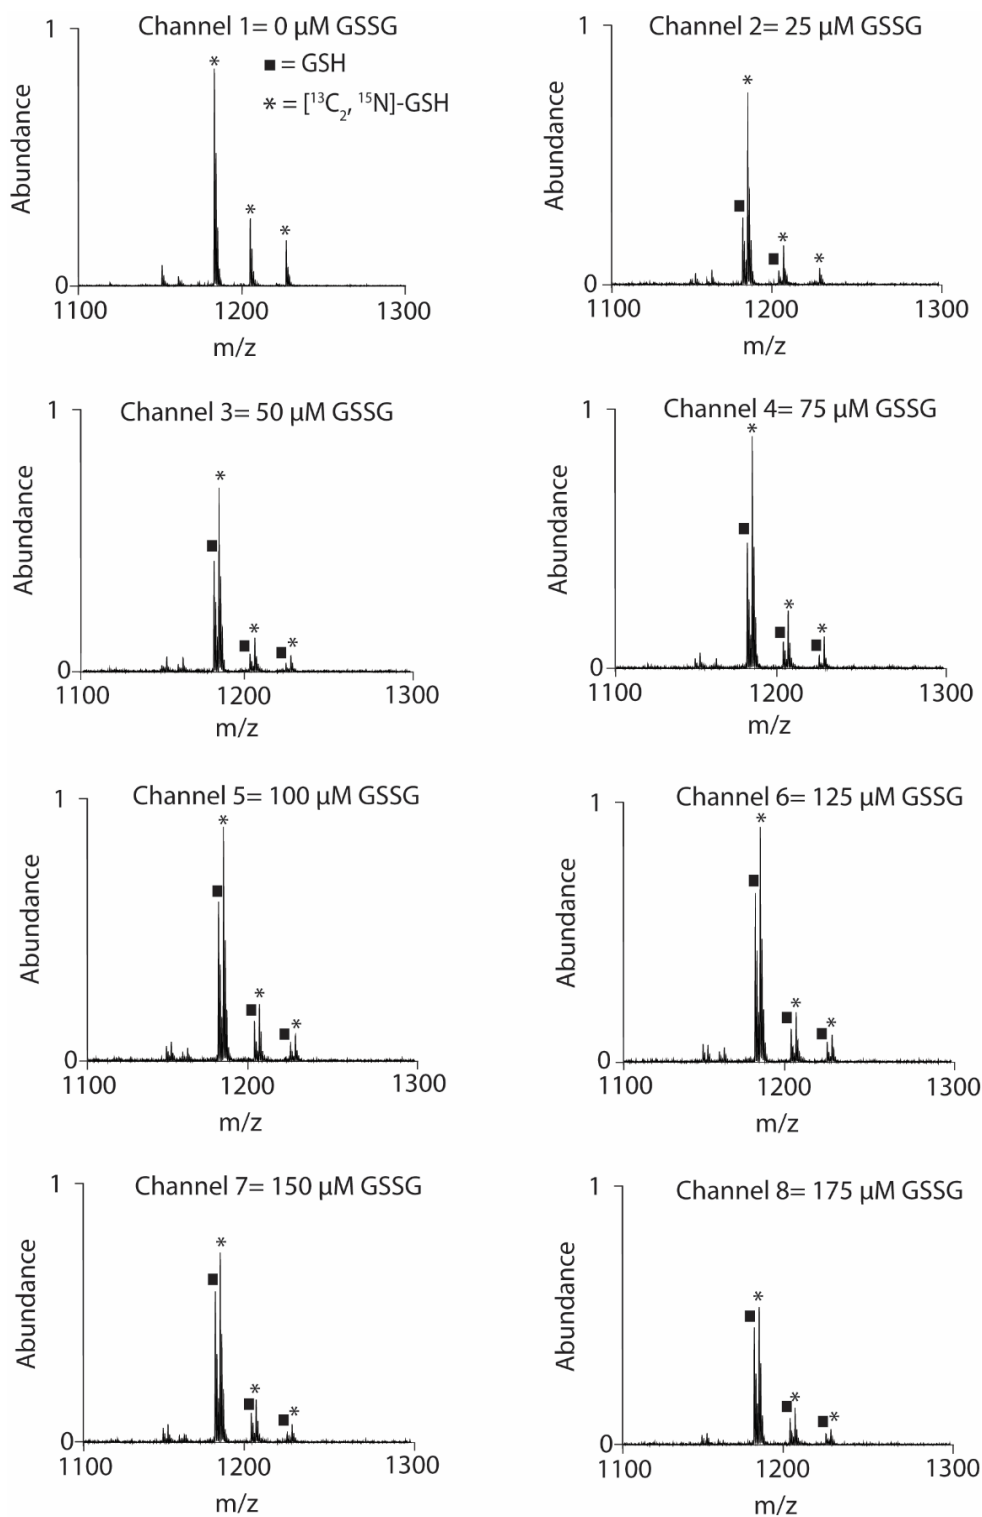 Channel 1= 0 µM GSSG
■ = GSH
* = [¹³C₂, ¹⁵N]-GSH
1
Abundance
0
1100 1200 1300
m/z
Channel 2= 25 µM GSSG
1
Abundance
0
1100 1200 1300
m/z
Channel 3= 50 µM GSSG
1
Abundance
0
1100 1200 1300
m/z
Channel 4= 75 µM GSSG
1
Abundance
0
1100 1200 1300
m/z
Channel 5= 100 µM GSSG
1
Abundance
0
1100 1200 1300
m/z
Channel 6= 125 µM GSSG
1
Abundance
0
1100 1200 1300
m/z
Channel 7= 150 µM GSSG
1
Abundance
0
1100 1200 1300
m/z
Channel 8= 175 µM GSSG
1
Abundance
0
1100 1200 1300
m/z